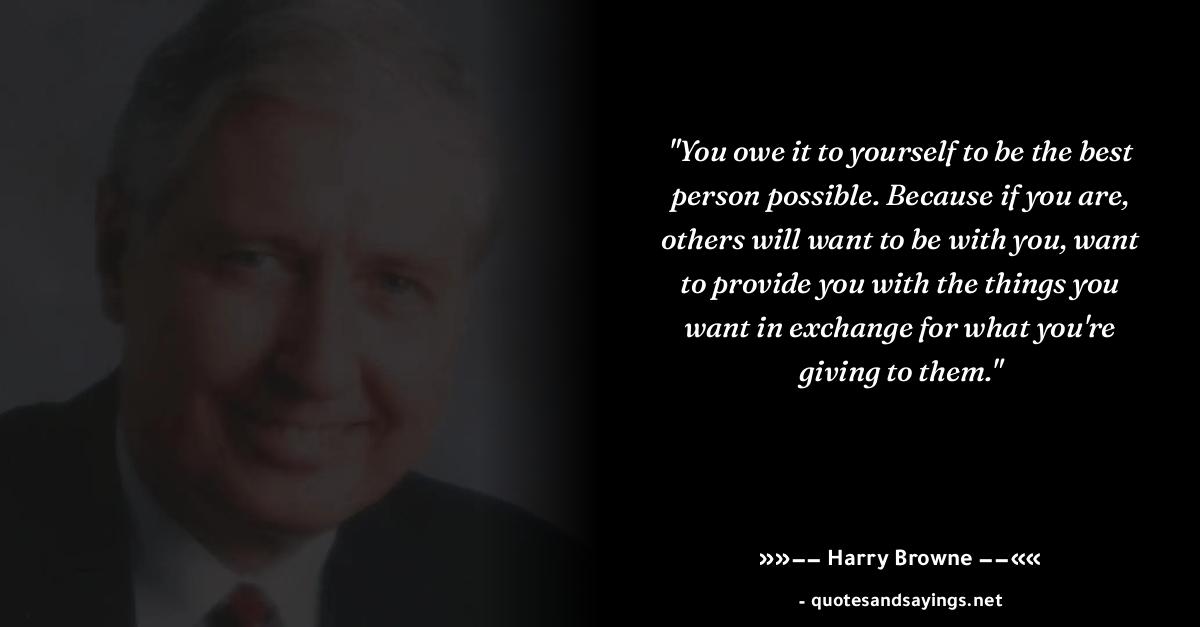 "You owe it to yourself to be the best
person possible. Because if you are,
others will want to be with you, want
to provide you with the things you
want in exchange for what you're
giving to them."
»»−− Harry Browne −−««
- quotesandsayings.net